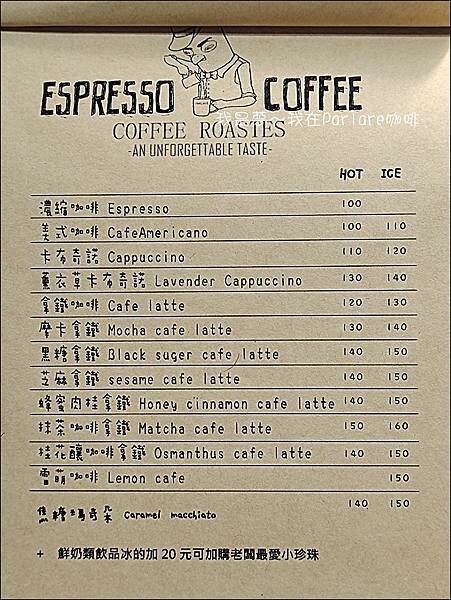 ESPRESSO COFFEE
COFFEE ROASTES
-AN UNFORGETTABLE TASTE-
HOT ICE
濃縮咖啡 Espresso 100
美式咖啡 CafeAmericano 100 110
卡布奇諾 Cappuccino 110 120
薰衣草卡布奇諾 Lavender Cappuccino 130 140
拿鐵咖啡 Cafe latte 120 130
摩卡拿鐵 Mocha cafe latte 130 140
黑糖拿鐵 Black suger cafe latte 140 150
芝麻拿鐵 sesame cafe latte 140 150
蜂蜜肉桂拿鐵 Honey cinnamon cafe latte 140 150
抹茶咖啡拿鐵 Matcha cafe latte 150 160
桂花釀咖啡拿鐵 Osmanthus cafe latte 140 150
雪萌咖啡 Lemon cafe 150
焦糖瑪奇朵 Caramel macchiato 140 150
+ 鮮奶類飲品冰的加 20 元可加購老闆最愛小珍珠